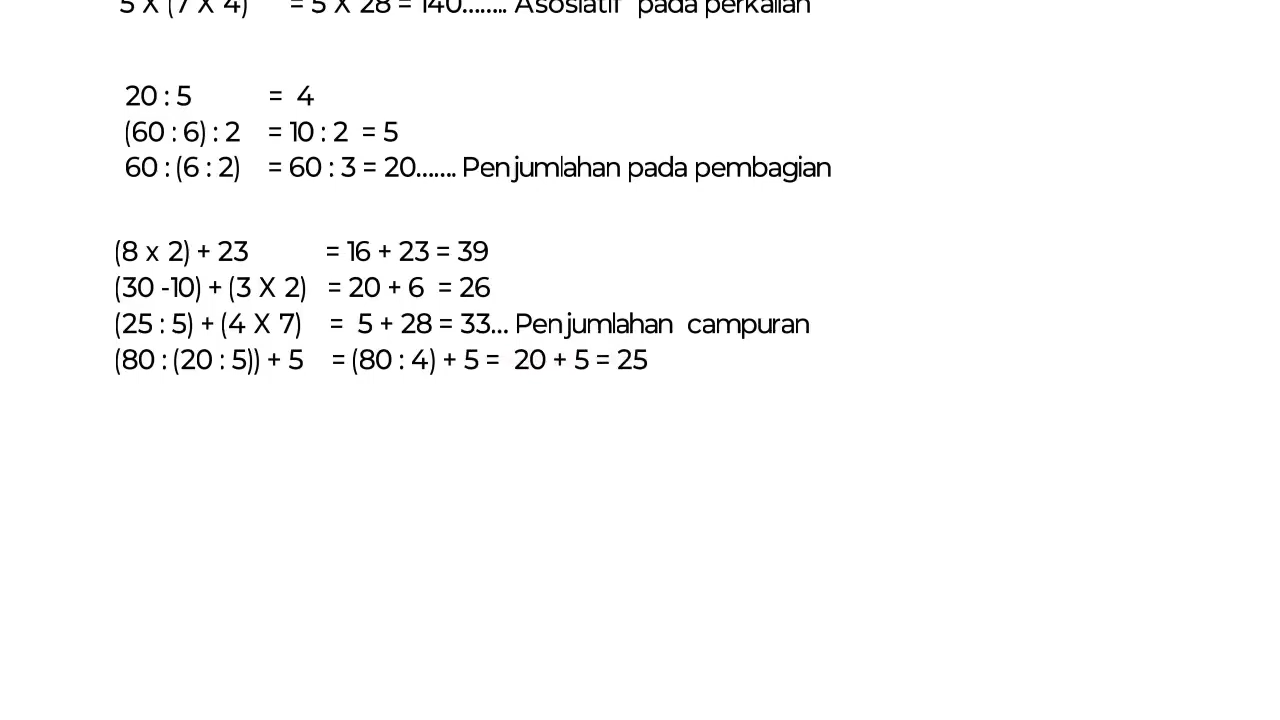 5 X (7 X 4) = 5 X 28 = 140........ Asosiatif pada perkalian
20 : 5 = 4
(60 : 6) : 2 = 10 : 2 = 5
60 : (6 : 2) = 60 : 3 = 20....... Penjumlahan pada pembagian
(8 x 2) + 23 = 16 + 23 = 39
(30 -10) + (3 X 2) = 20 + 6 = 26
(25 : 5) + (4 X 7) = 5 + 28 = 33... Penjumlahan campuran
(80 : (20 : 5)) + 5 = (80 : 4) + 5 = 20 + 5 = 25